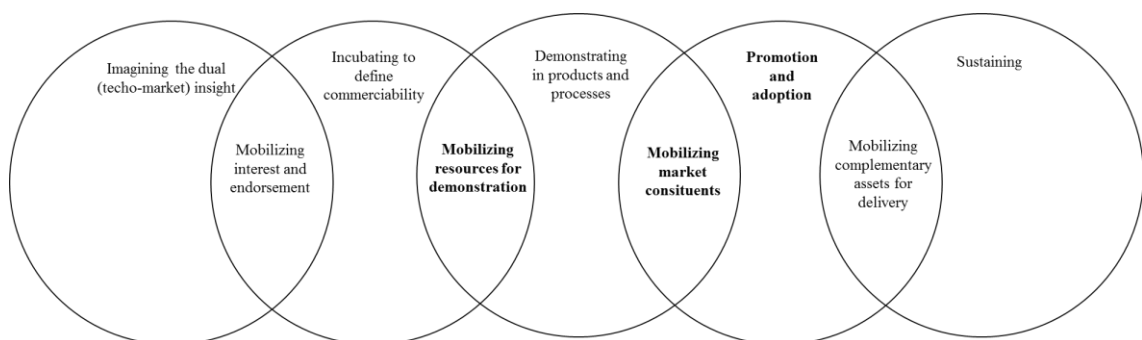 Imagining the dual
(techo-market) insight
Mobilizing
interest and
endorsement
Incubating to
define
commerciability
Mobilizing
resources for
demonstration
Demonstrating
in products and
processes
Mobilizing
market
consituents
Promotion
and
adoption
Mobilizing
complementary
assets for
delivery
Sustaining